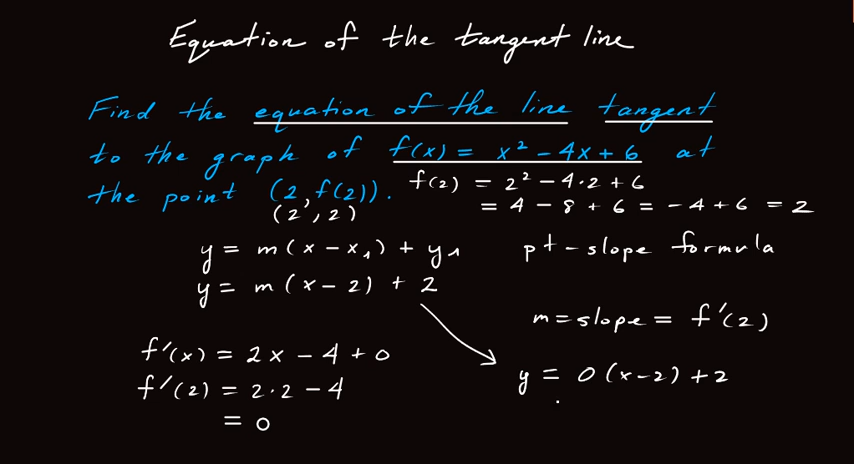 Equation of the tangent line
Find the equation of the line tangent
to the graph of f(x) = x² - 4x + 6 at
the point (2, f(2)). f(2) = 2² - 4·2 + 6
(2, 2) = 4 - 8 + 6 = -4 + 6 = 2
y = m(x - x₁) + y₁ pt-slope formula
y = m(x - 2) + 2
m = slope = f'(2)
f'(x) = 2x - 4 + 0
y = 0(x-2) + 2
f'(2) = 2·2 - 4
= 0